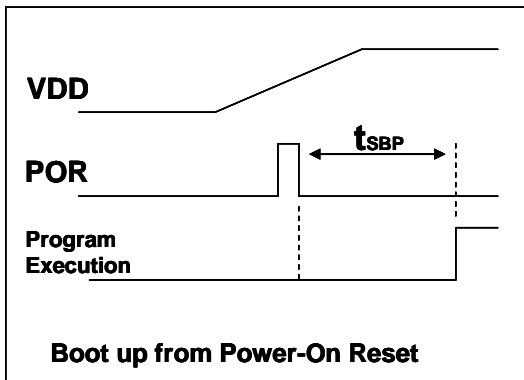 VDD
tSBP
POR
Program
Execution
Boot up from Power-On Reset